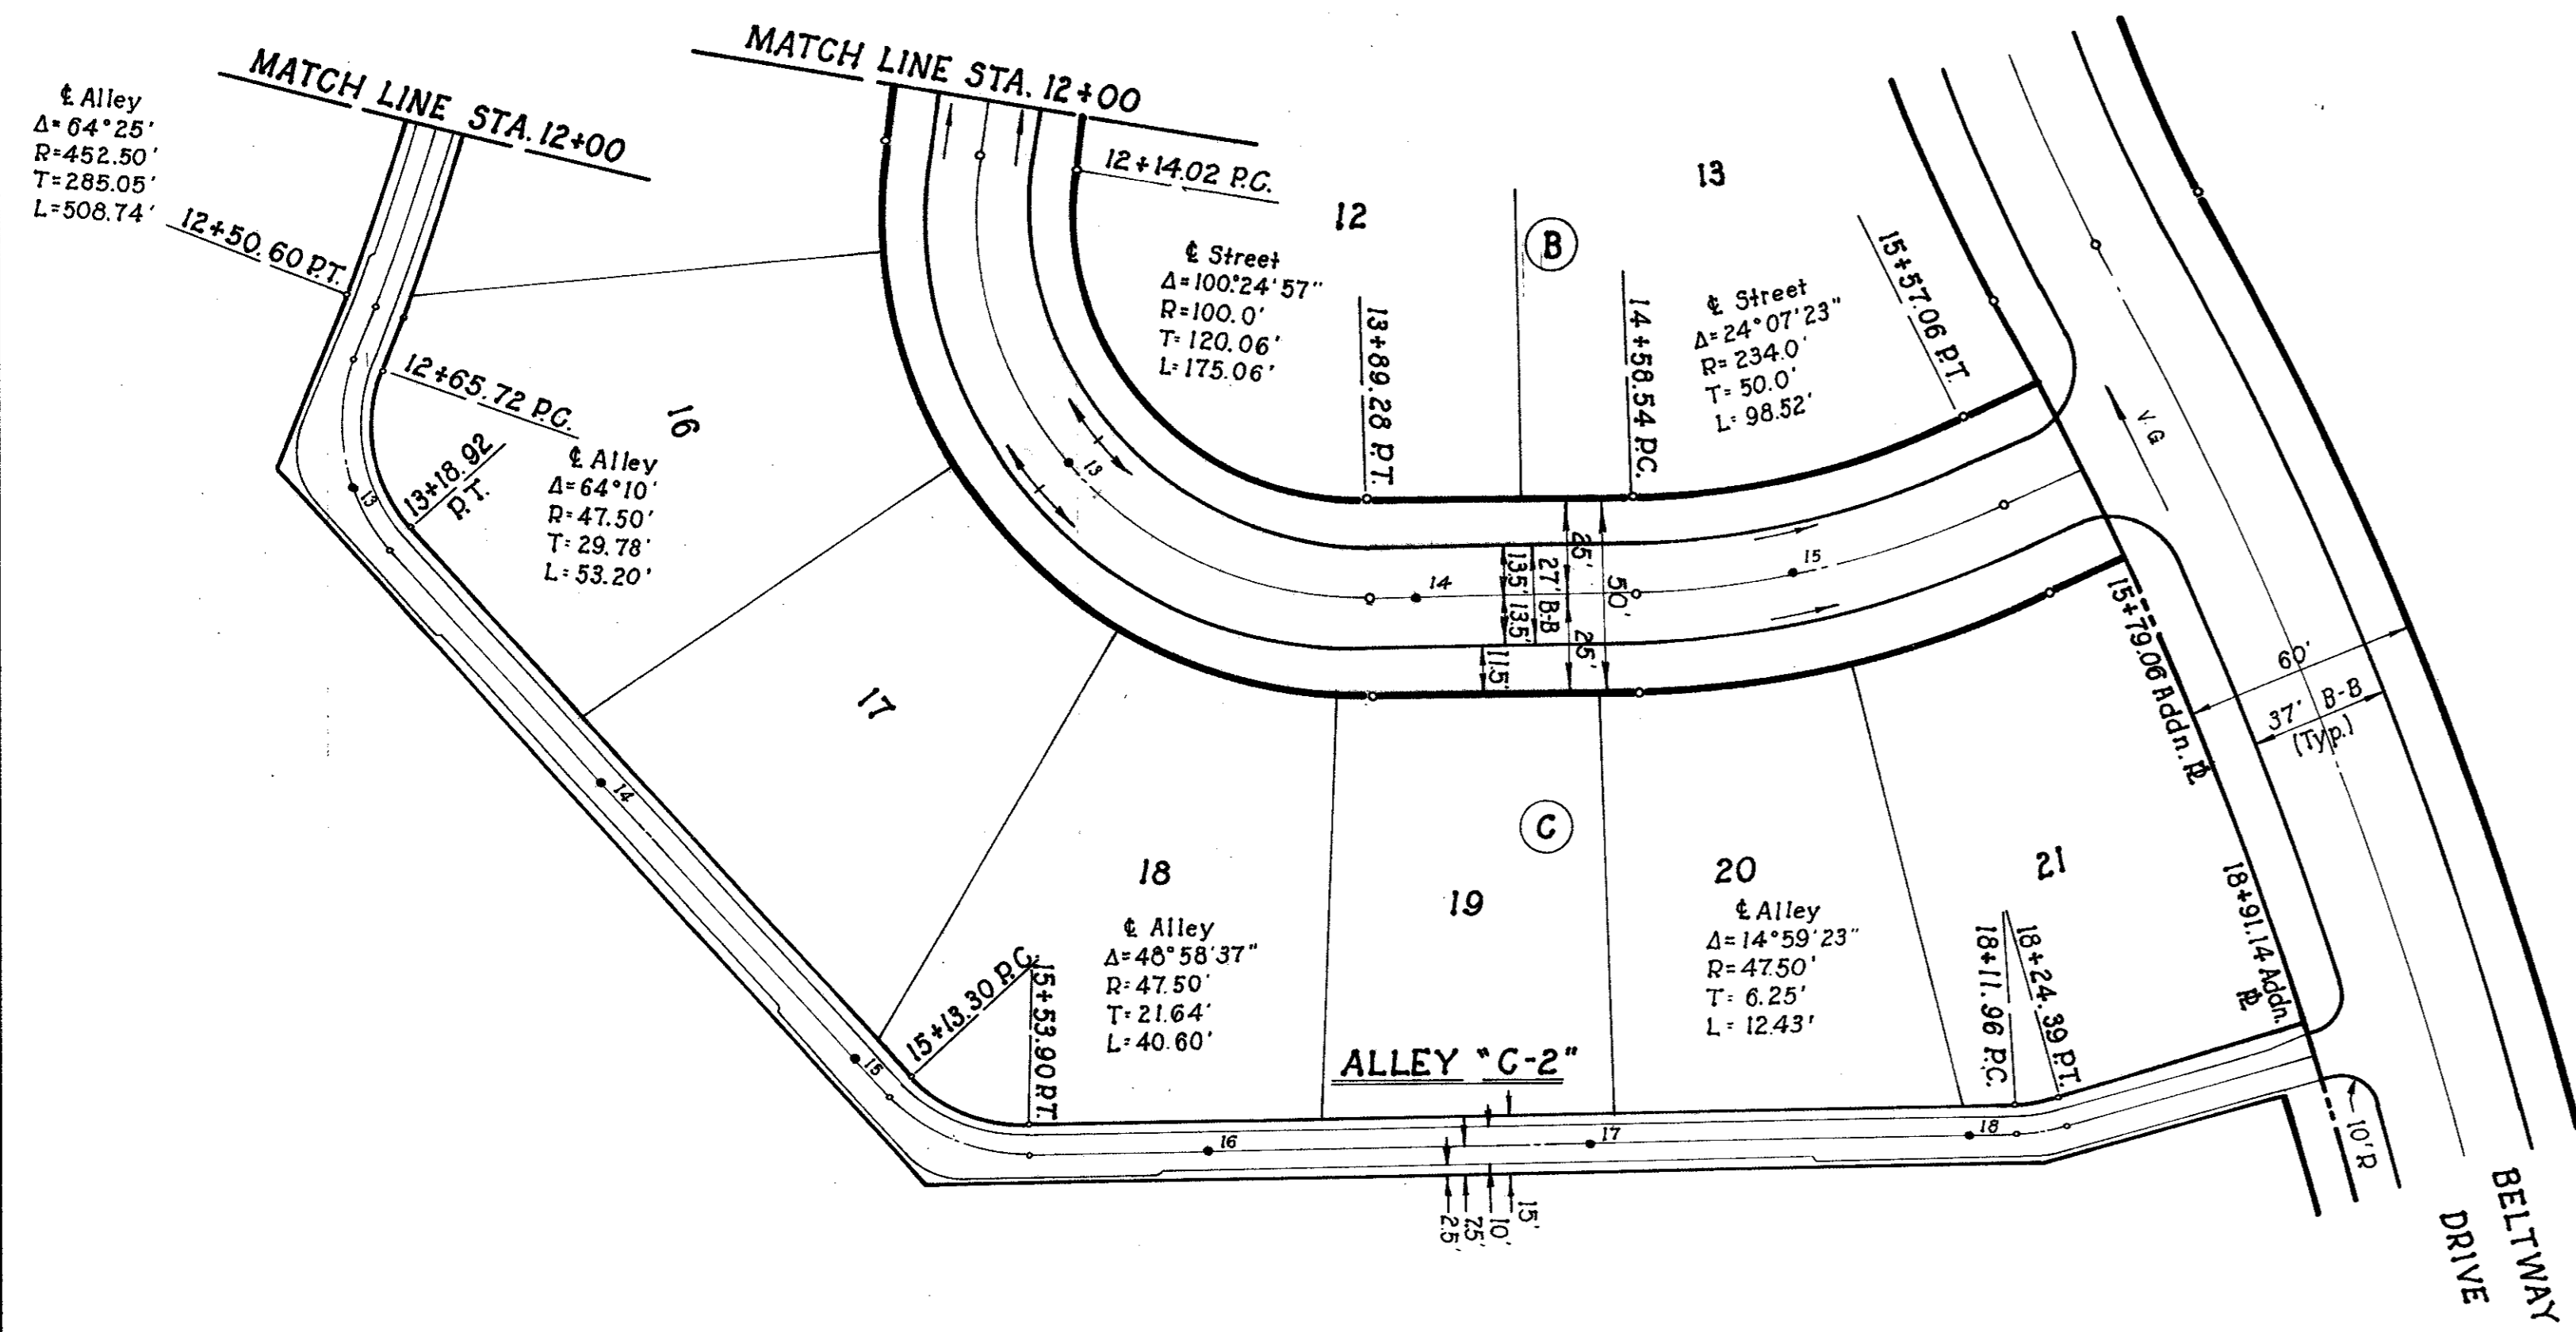 MATCH LINE STA. 12+00
MATCH LINE STA. 12+00
℄ Alley
Δ=64°25'
R=452.50'
T=285.05'
L=508.74'
12+50.60 P.T.
12+65.72 P.C.
13+18.92
P.T.
℄ Alley
Δ=64°10'
R=47.50'
T=29.78'
L=53.20'
16
12+14.02 P.C.
12
13
B
℄ Street
Δ=100°24'57"
R=100.0'
T=120.06'
L=175.06'
13+89.28 P.T.
14+58.54 P.C.
℄ Street
Δ=24°07'23"
R=234.0'
T=50.0'
L=98.52'
15+57.06 P.T.
V.G
13
14
15
25'
25'
50'
27' B-B
13.5'
13.5'
11.5'
15+79.06 Addn. ⅊
60'
37' B-B
(Typ.)
18+91.14 Addn.
⅊
13
14
15
17
18
19
20
21
C
℄ Alley
Δ=48°58'37"
R=47.50'
T=21.64'
L=40.60'
15+13.30 P.C.
15+53.90 P.T.
℄ Alley
Δ=14°59'23"
R=47.50'
T=6.25'
L=12.43'
18+11.96 P.C.
18+24.39 P.T.
ALLEY "C-2"
16
17
18
2.5'
7.5'
10'
15'
10' R
BELTWAY
DRIVE